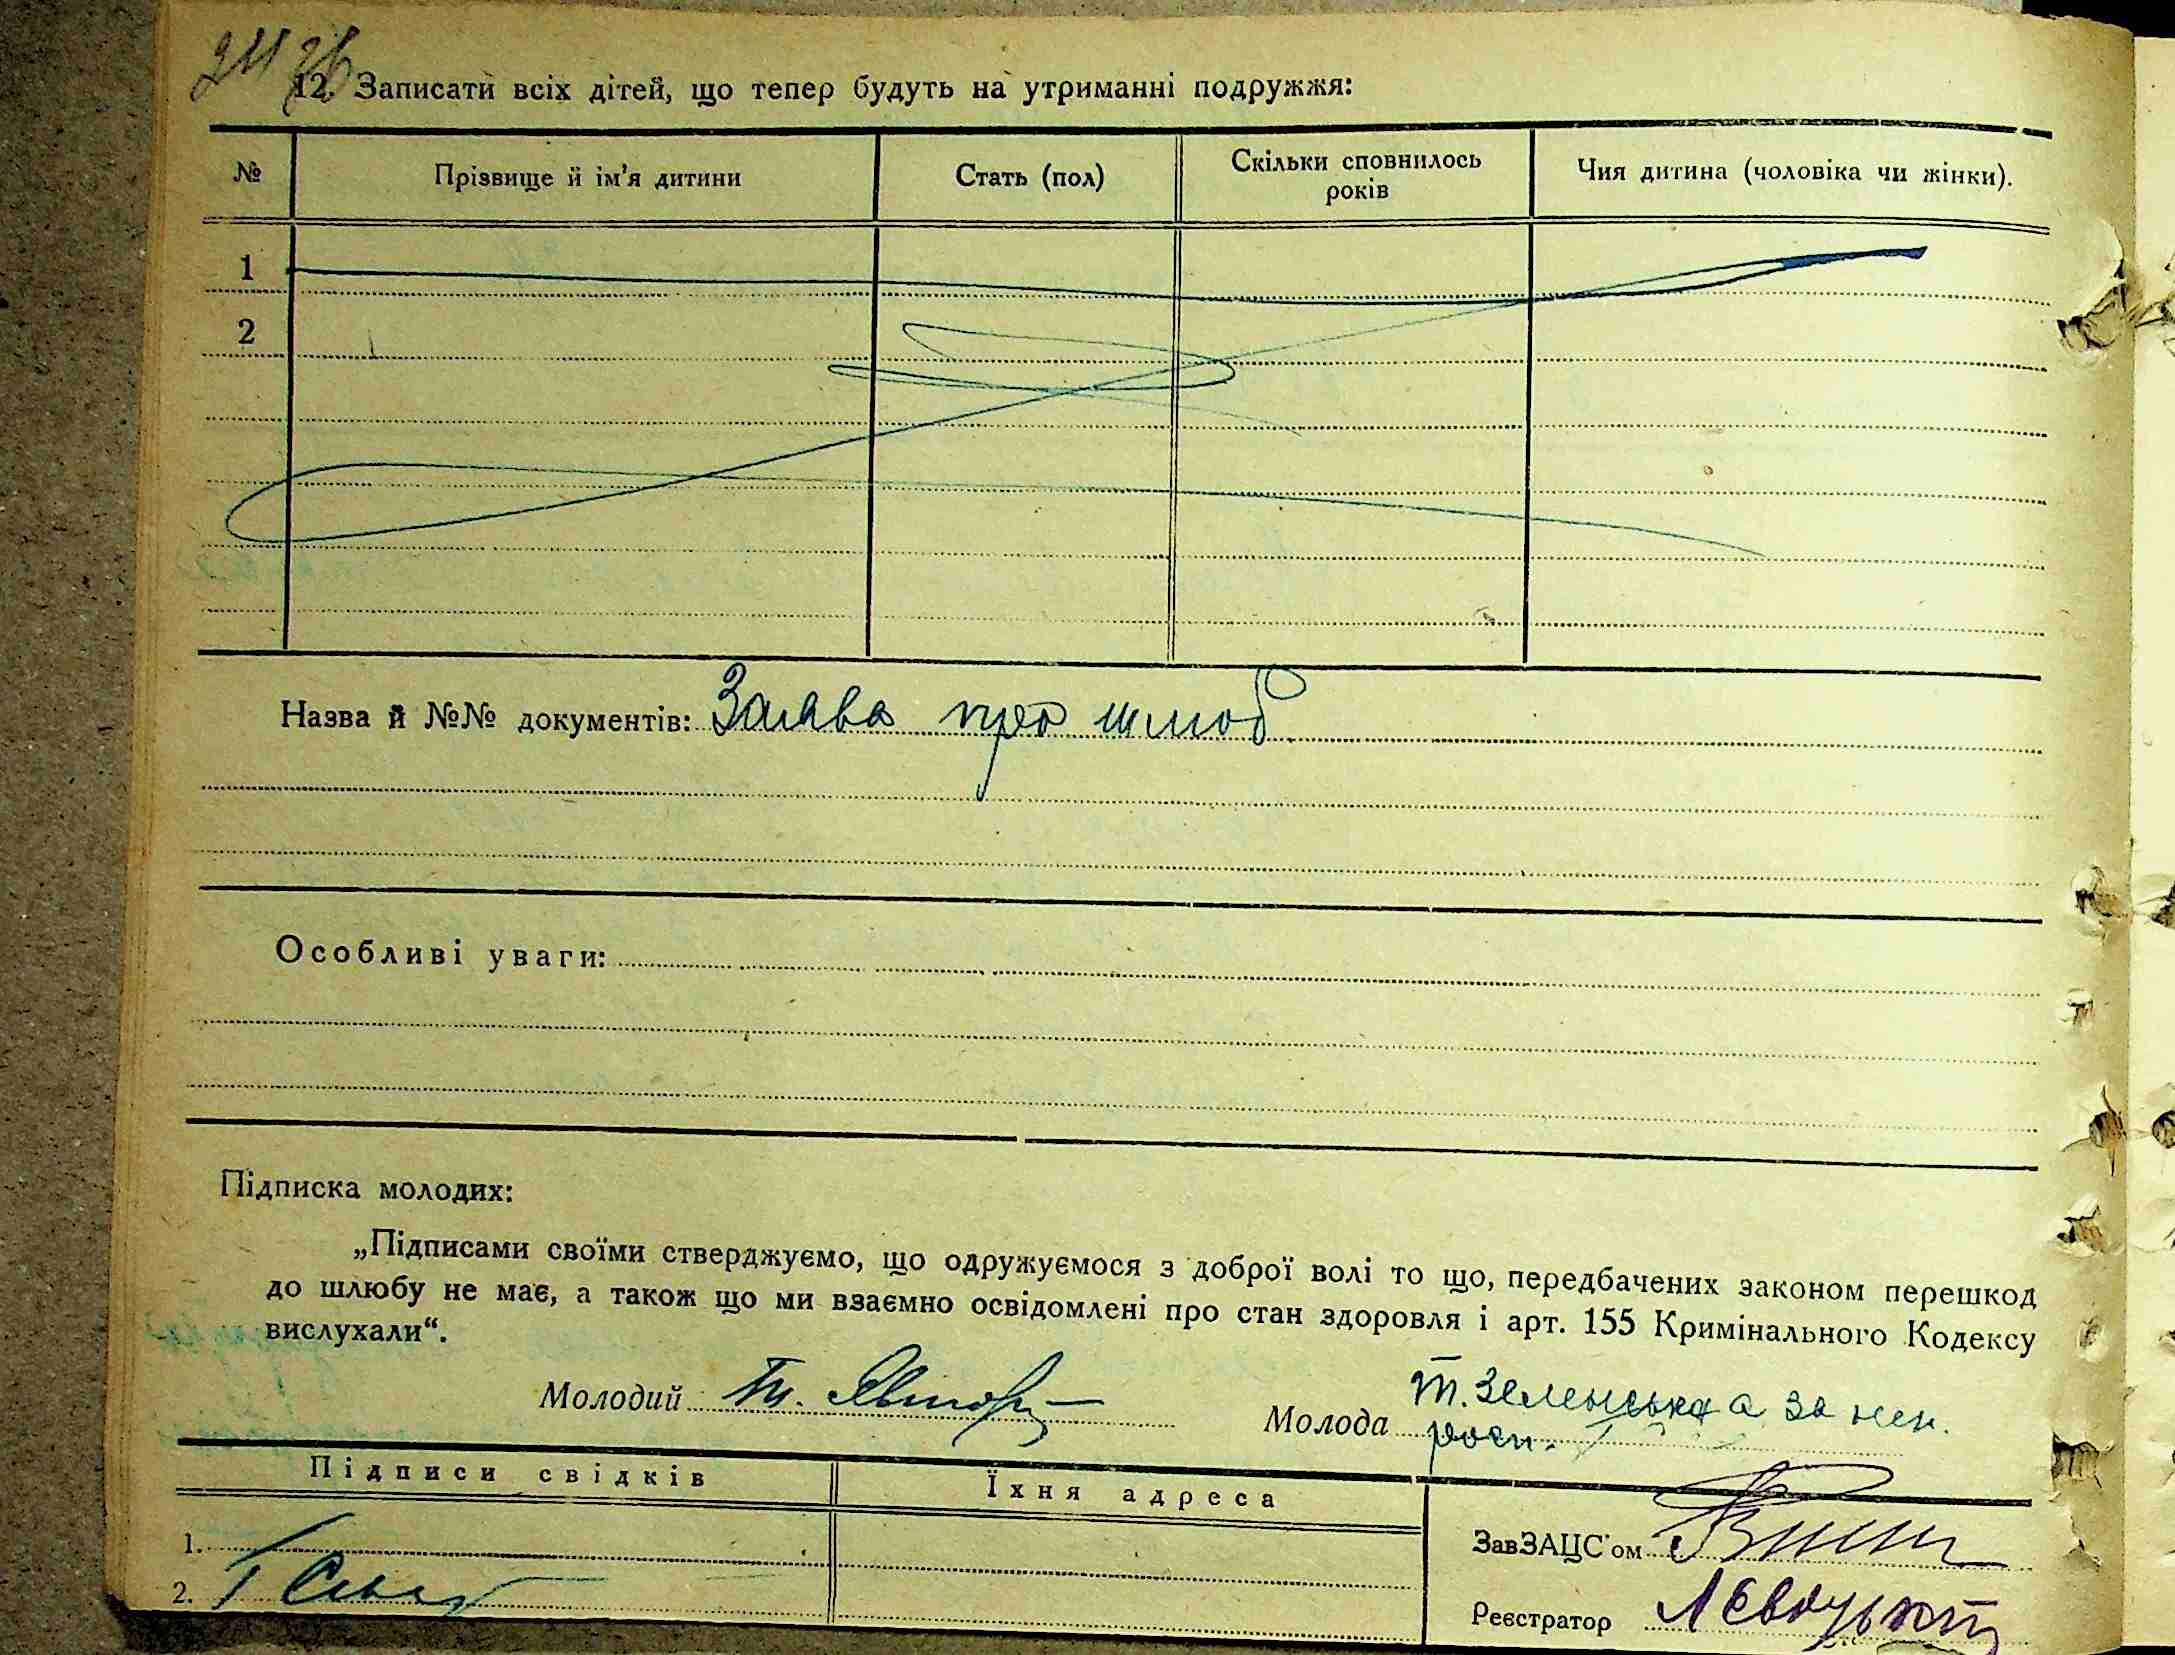 12. Записати всіх дітей, що тепер будуть на утриманні подружжя:
№ Прізвище й ім'я дитини Стать (пол) Скільки сповнилось років Чия дитина (чоловіка чи жінки).
1
2
Назва й №№ документів: Заява про шлюб
Особливі уваги:
Підписка молодих:
„Підписами своїми стверджуємо, що одружуємося з доброї волі то що, передбачених законом перешкод
до шлюбу не має, а також що ми взаємно освідомлені про стан здоровля і арт. 155 Кримінального Кодексу
вислухали“.
Молодий
Молода Т. Зеленська а за неп.
росп.
Підписи свідків Їхня адреса
1.
2.
ЗавЗАЦС'ом
Реєстратор